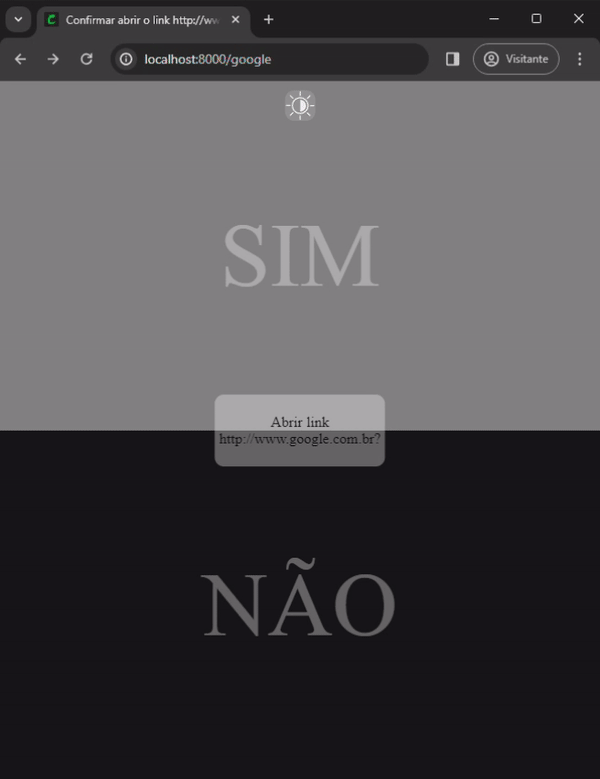 Confirmar abrir o link http://ww
localhost:8000/google
Visitante
SIM
Abrir link
http://www.google.com.br?
NÃO